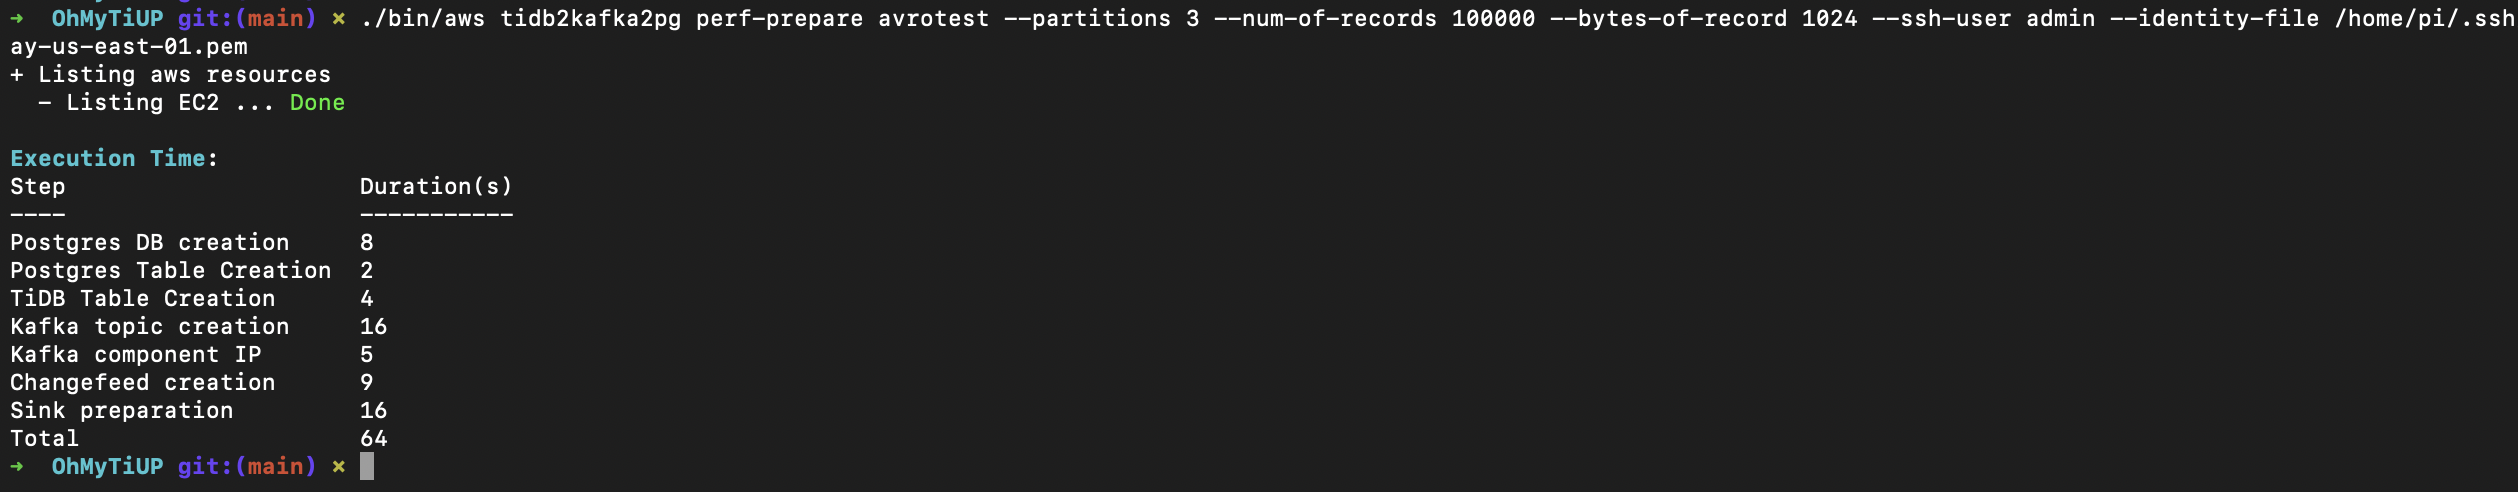 ➜  OhMyTiUP git:(main) × ./bin/aws tidb2kafka2pg perf-prepare avrotest --partitions 3 --num-of-records 100000 --bytes-of-record 1024 --ssh-user admin --identity-file /home/pi/.ssh
ay-us-east-01.pem
+ Listing aws resources
  - Listing EC2 ... Done
Execution Time:
Step                     Duration(s)
----                     -----------
Postgres DB creation     8
Postgres Table Creation  2
TiDB Table Creation      4
Kafka topic creation     16
Kafka component IP       5
Changefeed creation      9
Sink preparation         16
Total                    64
➜  OhMyTiUP git:(main) ×